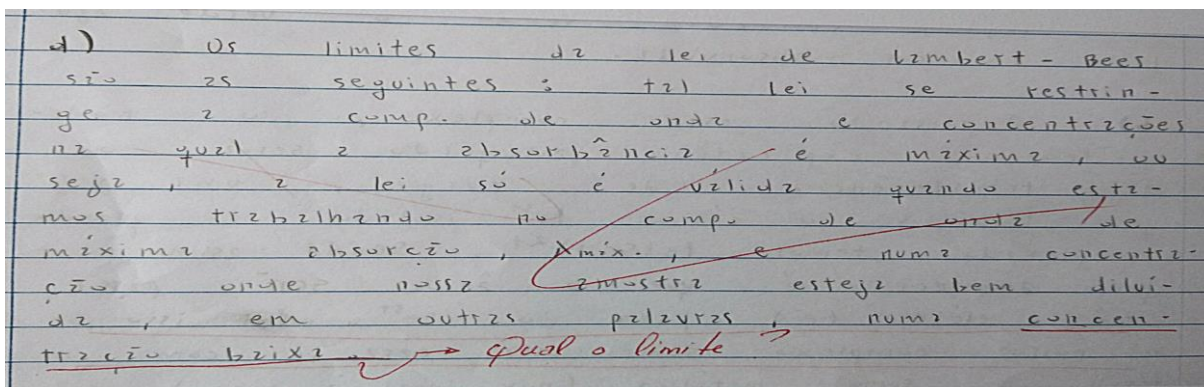 d) Os limites da lei de Lambert - Beer
são as seguintes : tal lei se restrin-
ge a comp. de onda e concentrações
na qual a absorbância é máxima , ou
seja , a lei só é válida quando esta-
mos trabalhando no comp. de onda de
máxima absorção , λmáx. , e numa concentra-
ção onde nossa amostra esteja bem diluí-
da , em outras palavras , numa concen-
tração baixa. → Qual o limite ?